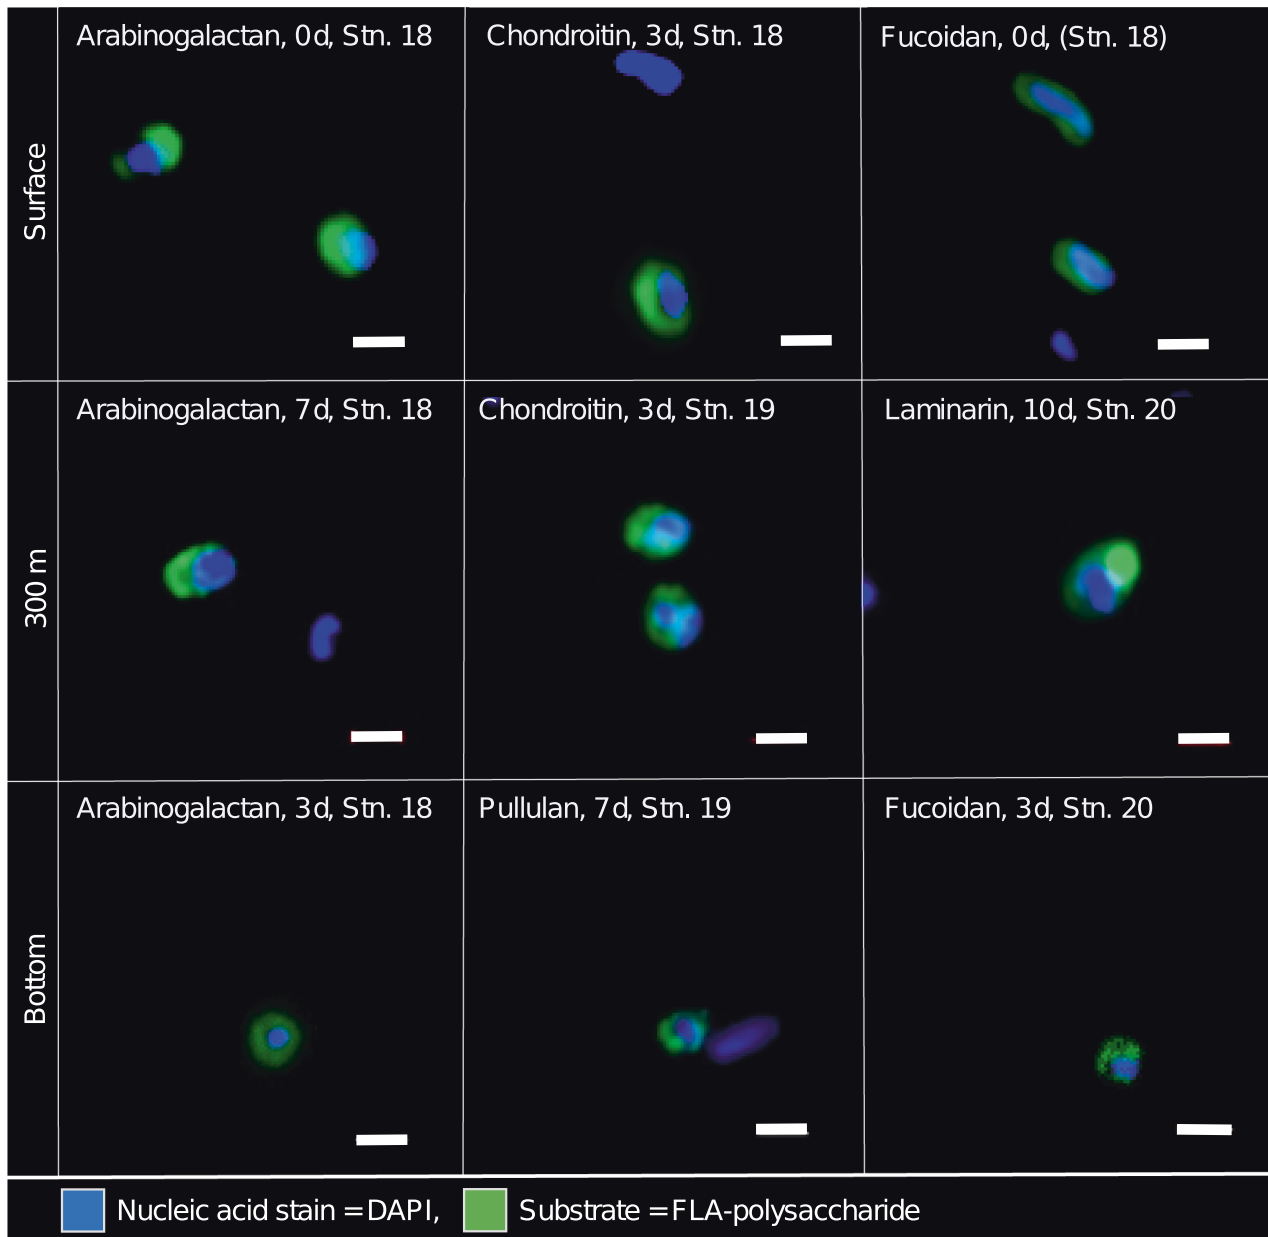 Arabinogalactan, 0d, Stn. 18
Chondroitin, 3d, Stn. 18
Fucoidan, 0d, (Stn. 18)
Surface
Arabinogalactan, 7d, Stn. 18
Chondroitin, 3d, Stn. 19
Laminarin, 10d, Stn. 20
300 m
Arabinogalactan, 3d, Stn. 18
Pullulan, 7d, Stn. 19
Fucoidan, 3d, Stn. 20
Bottom
Nucleic acid stain = DAPI, Substrate = FLA-polysaccharide